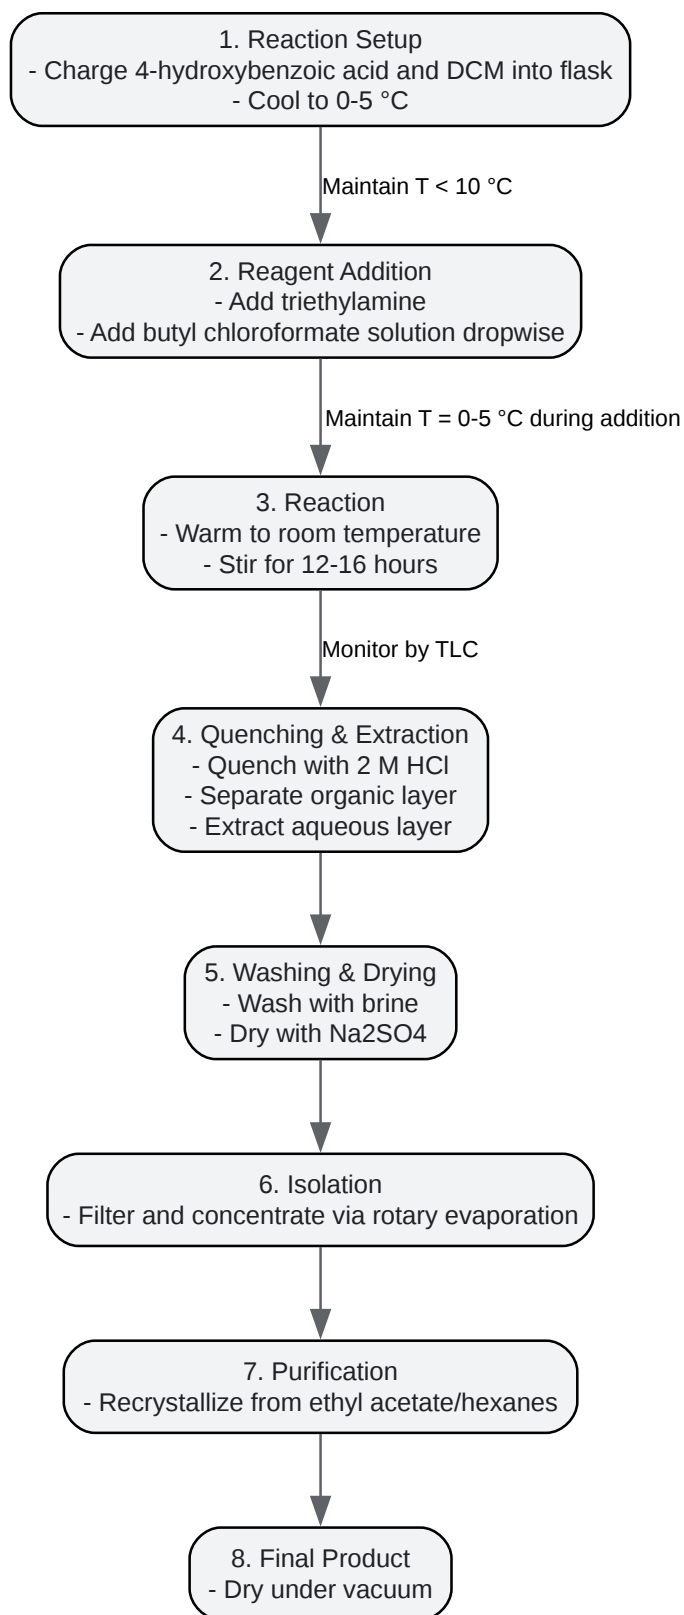 1. Reaction Setup
- Charge 4-hydroxybenzoic acid and DCM into flask
- Cool to 0-5 °C
Maintain T < 10 °C
2. Reagent Addition
- Add triethylamine
- Add butyl chloroformate solution dropwise
Maintain T = 0-5 °C during addition
3. Reaction
- Warm to room temperature
- Stir for 12-16 hours
Monitor by TLC
4. Quenching & Extraction
- Quench with 2 M HCl
- Separate organic layer
- Extract aqueous layer
5. Washing & Drying
- Wash with brine
- Dry with Na2SO4
6. Isolation
- Filter and concentrate via rotary evaporation
7. Purification
- Recrystallize from ethyl acetate/hexanes
8. Final Product
- Dry under vacuum